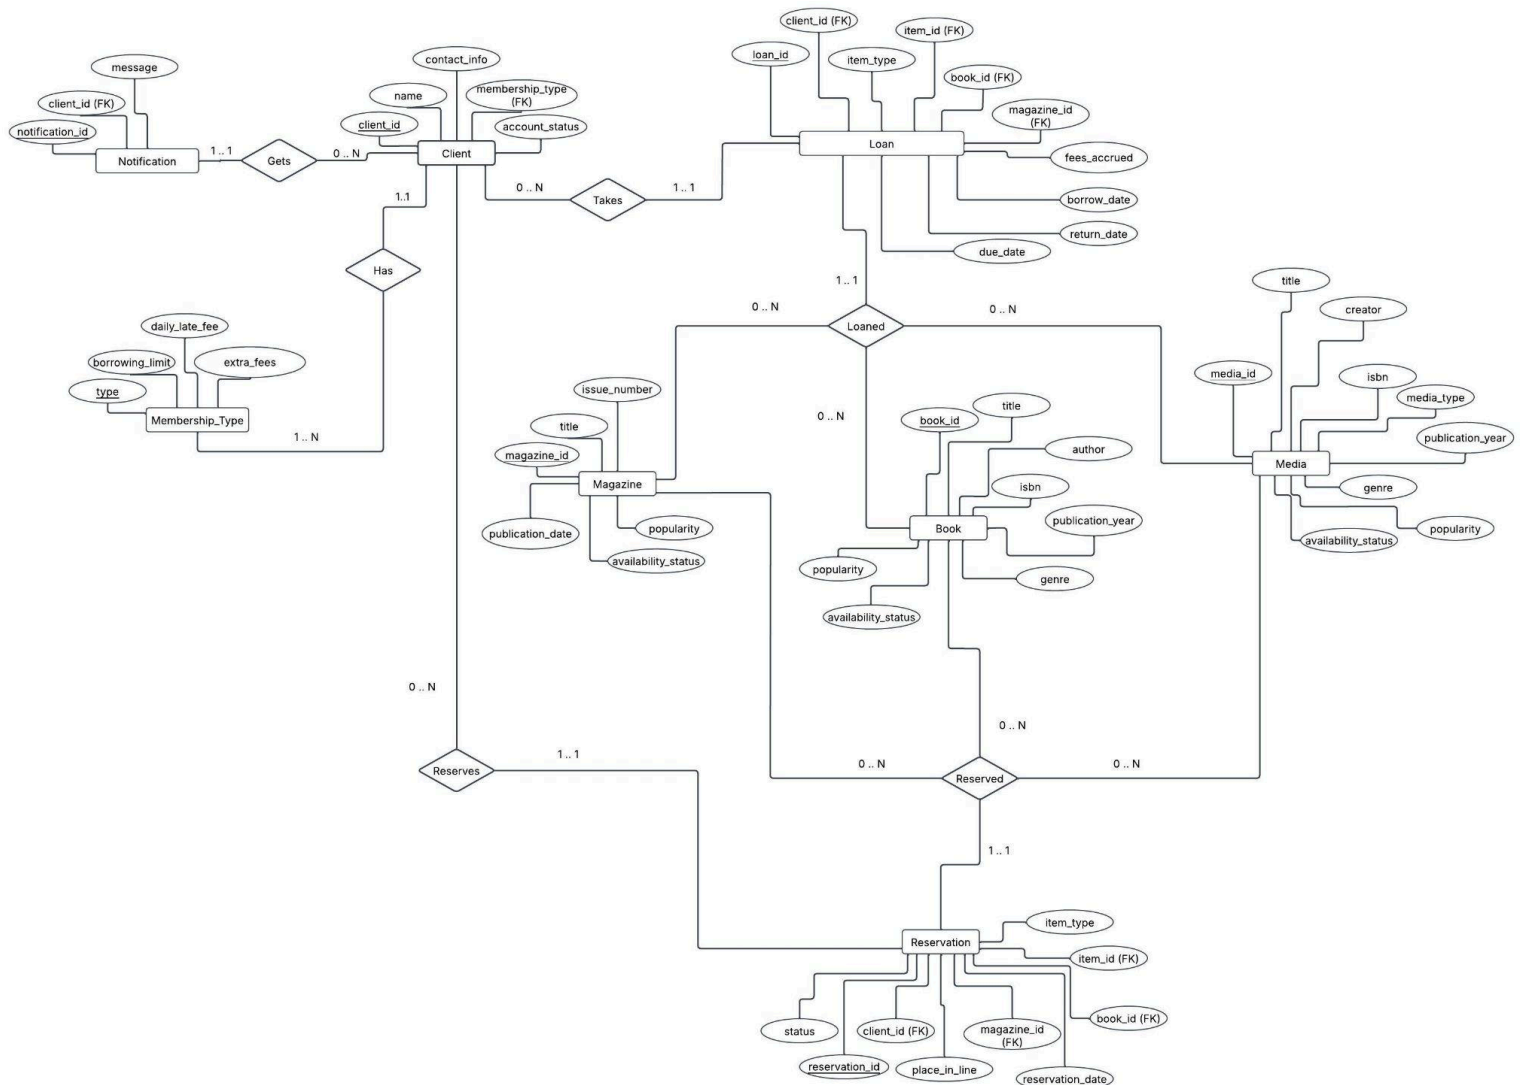 client_id (FK)
item_id (FK)
loan_id
item_type
contact_info
message
book_id (FK)
name
membership_type
(FK)
client_id (FK)
magazine_id
(FK)
client_id
account_status
notification_id
Notification
1..1
Gets
0..N
Client
Loan
fees_accrued
0..N
Takes
1..1
1..1
borrow_date
return_date
due_date
Has
title
1..1
0..N
0..N
creator
daily_late_fee
Loaned
borrowing_limit
extra_fees
media_id
isbn
type
issue_number
media_type
Membership_Type
0..N
book_id
title
title
1..N
publication_year
author
magazine_id
Media
Magazine
isbn
genre
publication_date
popularity
Book
publication_year
popularity
availability_status
availability_status
popularity
genre
availability_status
0..N
0..N
1..1
0..N
0..N
Reserves
Reserved
1..1
item_type
Reservation
item_id (FK)
book_id (FK)
status
client_id (FK)
magazine_id
(FK)
reservation_id
place_in_line
reservation_date